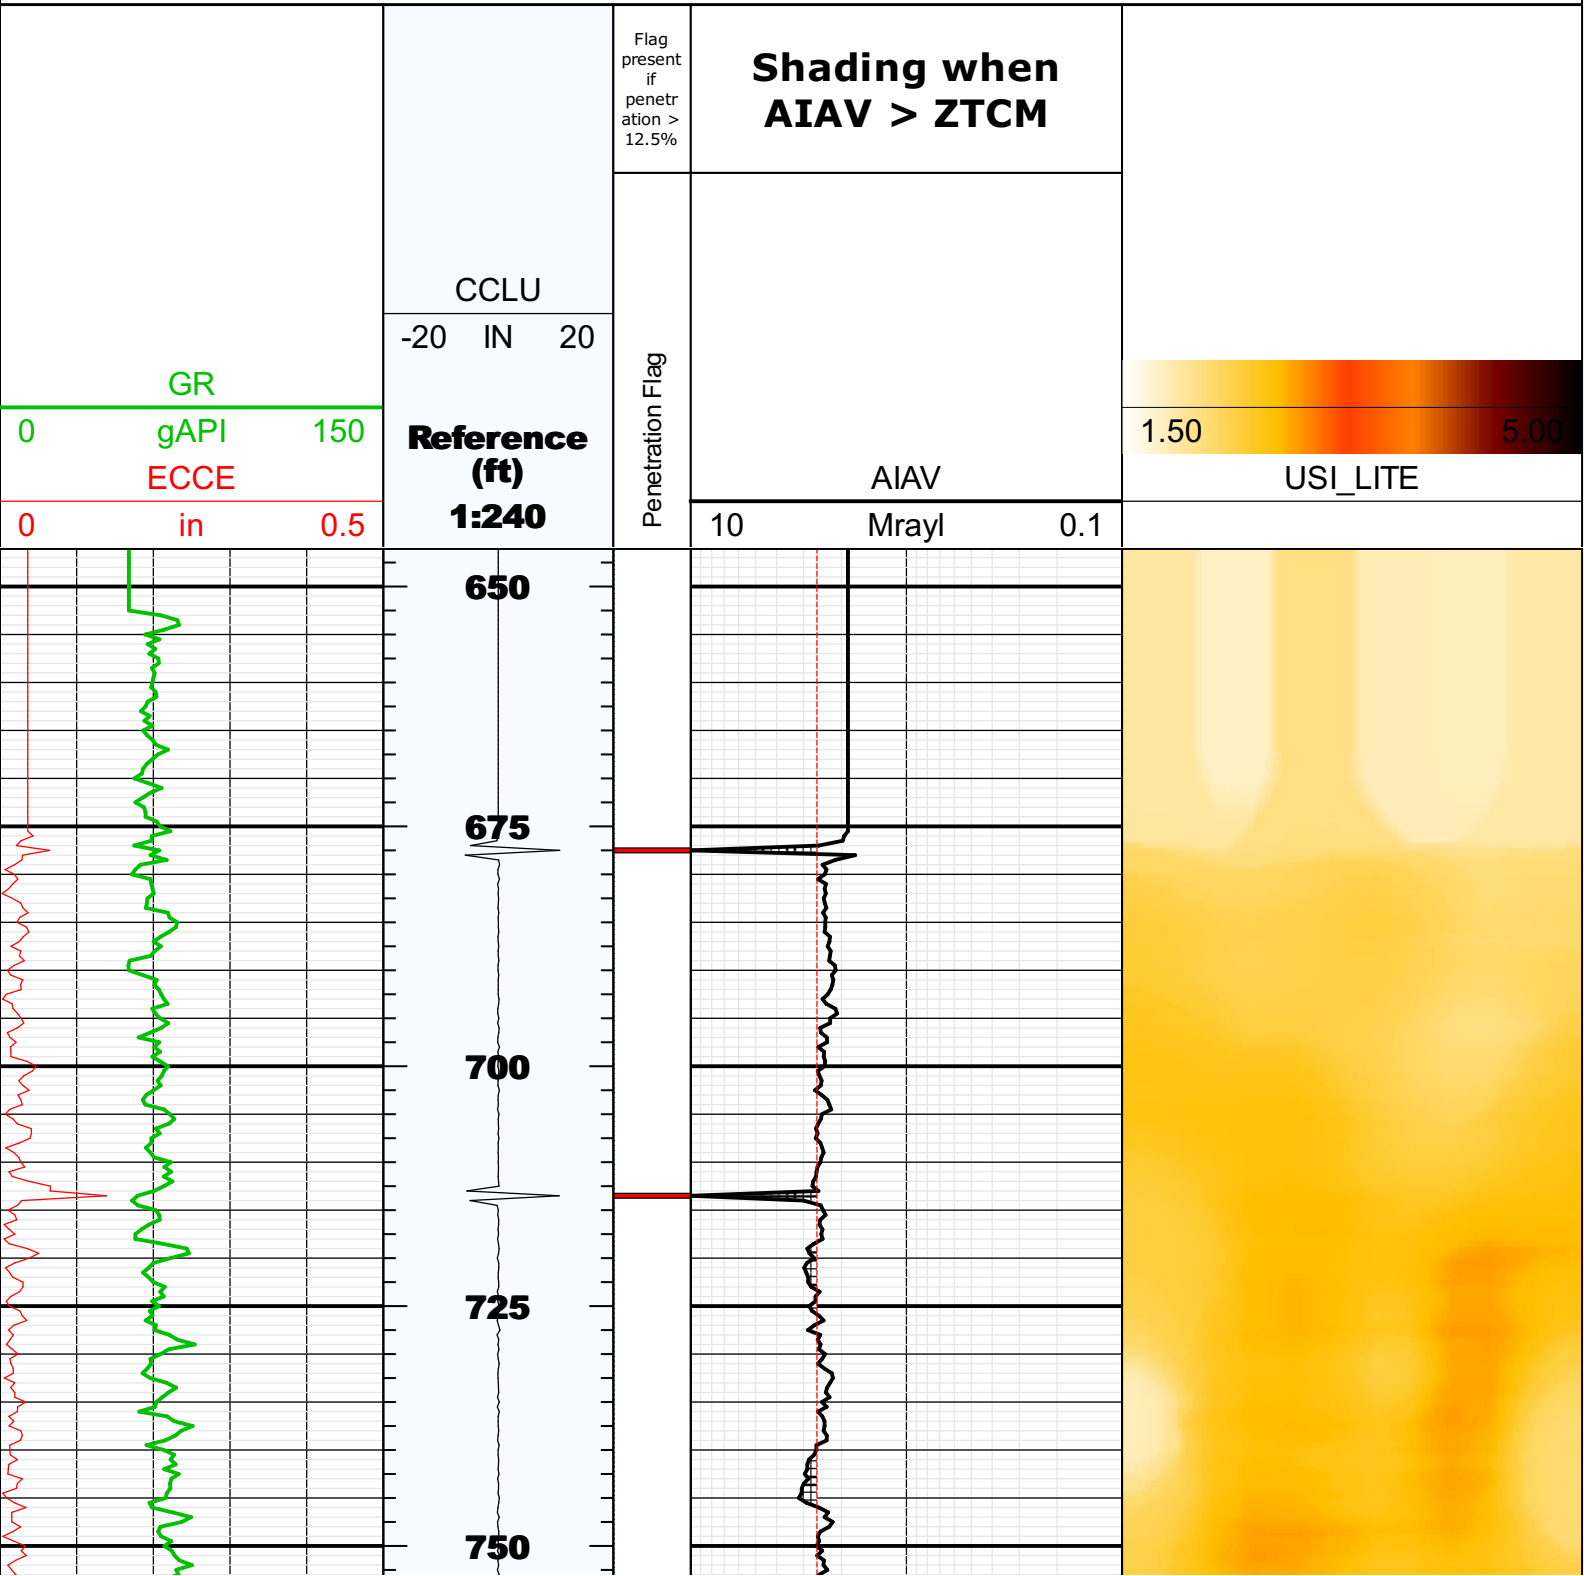 Flag
present
if
penetr
ation >
12.5%
Shading when
AIAV > ZTCM
CCLU
-20 IN 20
GR
0 gAPI 150
ECCE
0 in 0.5
Reference
(ft)
1:240
Penetration Flag
AIAV
10 Mrayl 0.1
1.50 5.00
USI_LITE
650
675
700
725
750